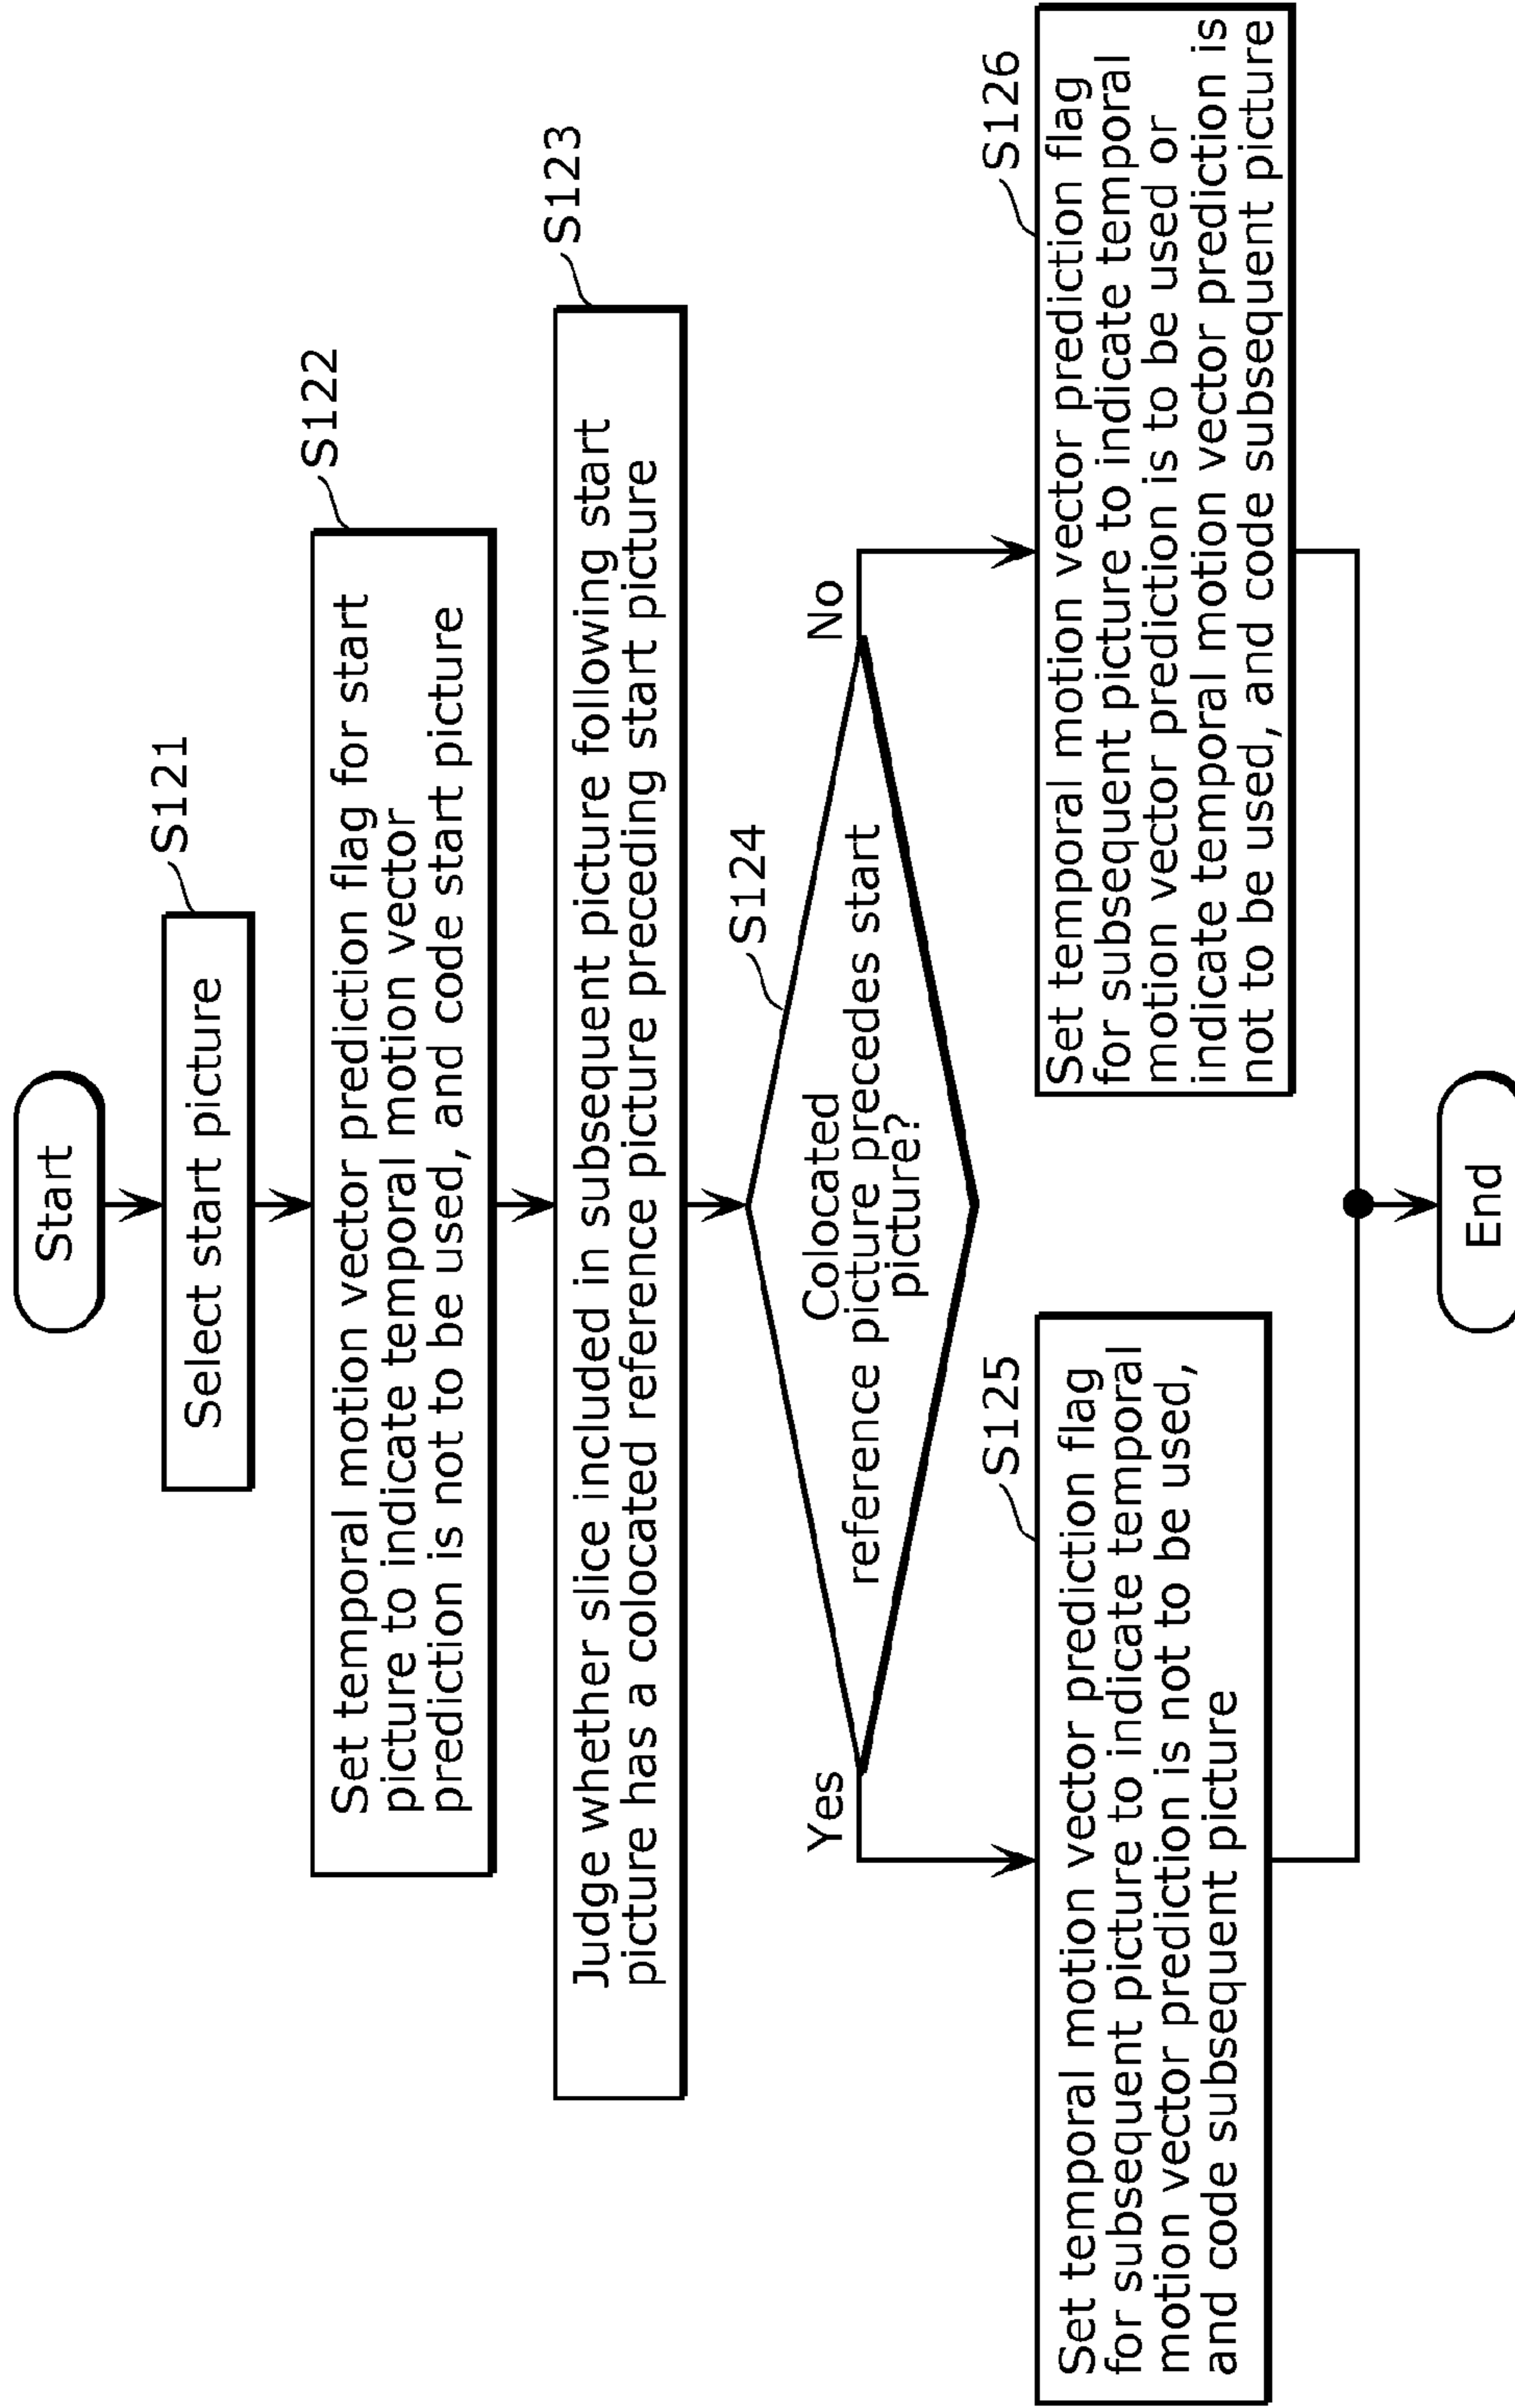 Start
S121
Select start picture
S122
Set temporal motion vector prediction flag for start
picture to indicate temporal motion vector
prediction is not to be used, and code start picture
S123
Judge whether slice included in subsequent picture following start
picture has a colocated reference picture preceding start picture
S124
Colocated
reference picture precedes start
picture?
Yes
No
S125
Set temporal motion vector prediction flag
for subsequent picture to indicate temporal
motion vector prediction is not to be used,
and code subsequent picture
S126
Set temporal motion vector prediction flag
for subsequent picture to indicate temporal
motion vector prediction is to be used or
indicate temporal motion vector prediction is
not to be used, and code subsequent picture
End